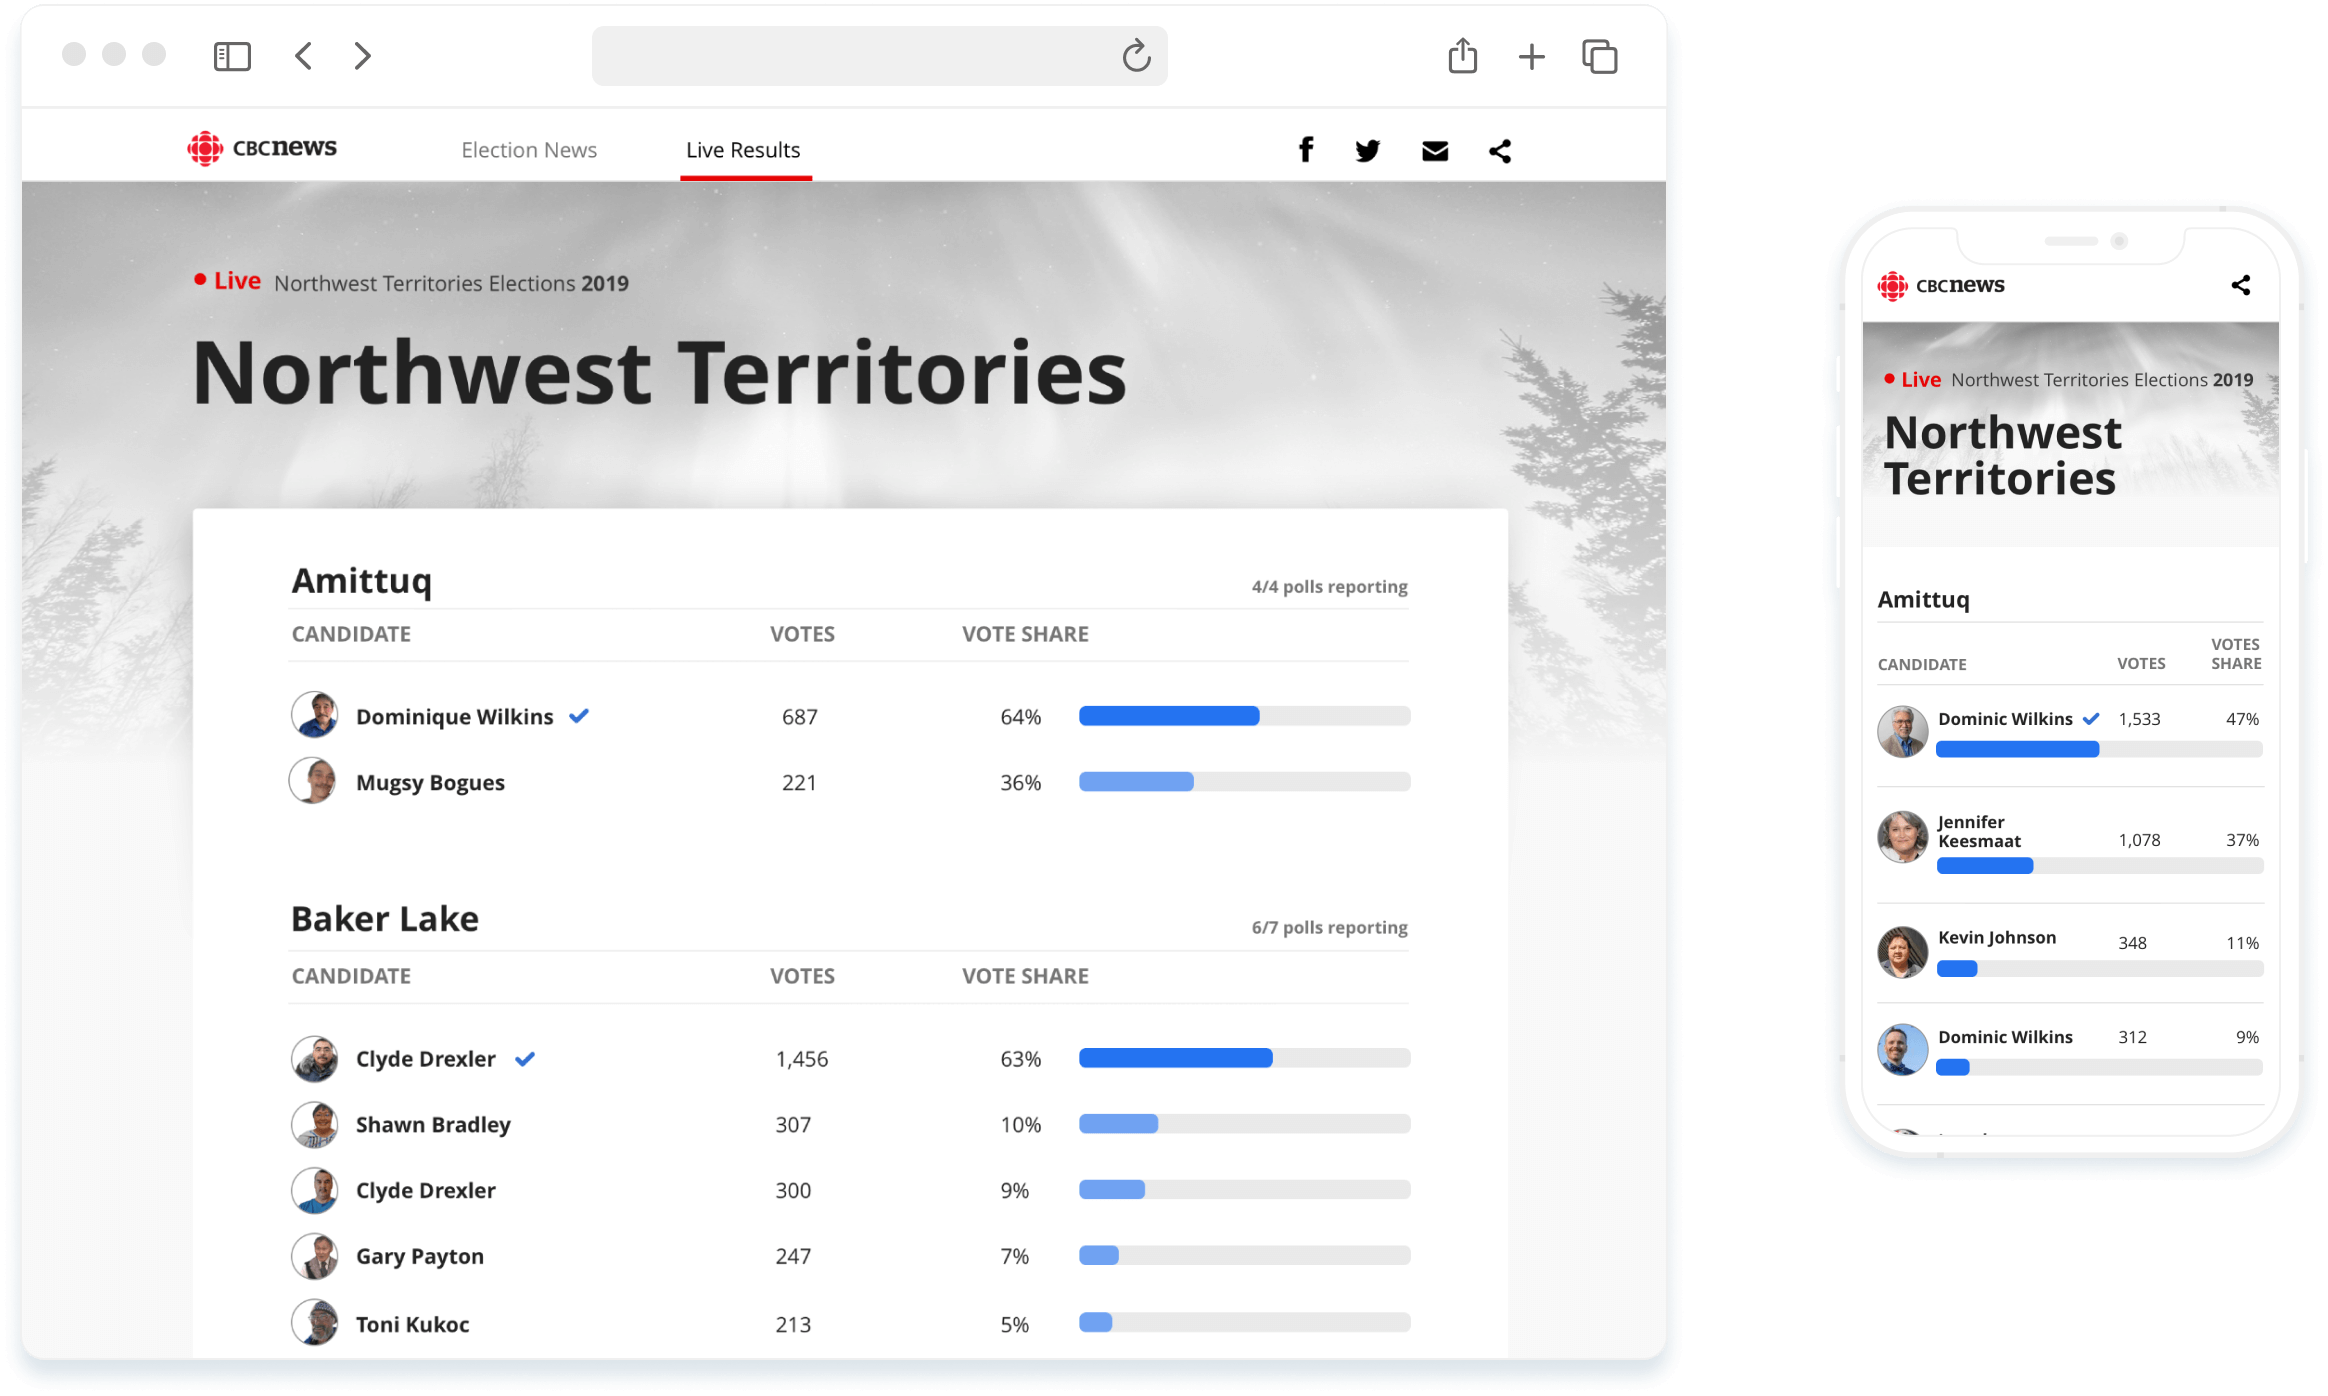 CBCnews
Election News
Live Results
Live Northwest Territories Elections 2019
Northwest Territories
Amittuq
4/4 polls reporting
CANDIDATE VOTES VOTE SHARE
Dominique Wilkins 687 64%
Mugsy Bogues 221 36%
Baker Lake
6/7 polls reporting
CANDIDATE VOTES VOTE SHARE
Clyde Drexler 1,456 63%
Shawn Bradley 307 10%
Clyde Drexler 300 9%
Gary Payton 247 7%
Toni Kukoc 213 5%
CBCnews
Live Northwest Territories Elections 2019
Northwest
Territories
Amittuq
CANDIDATE VOTES VOTES
SHARE
Dominic Wilkins 1,533 47%
Jennifer
Keesmaat 1,078 37%
Kevin Johnson 348 11%
Dominic Wilkins 312 9%